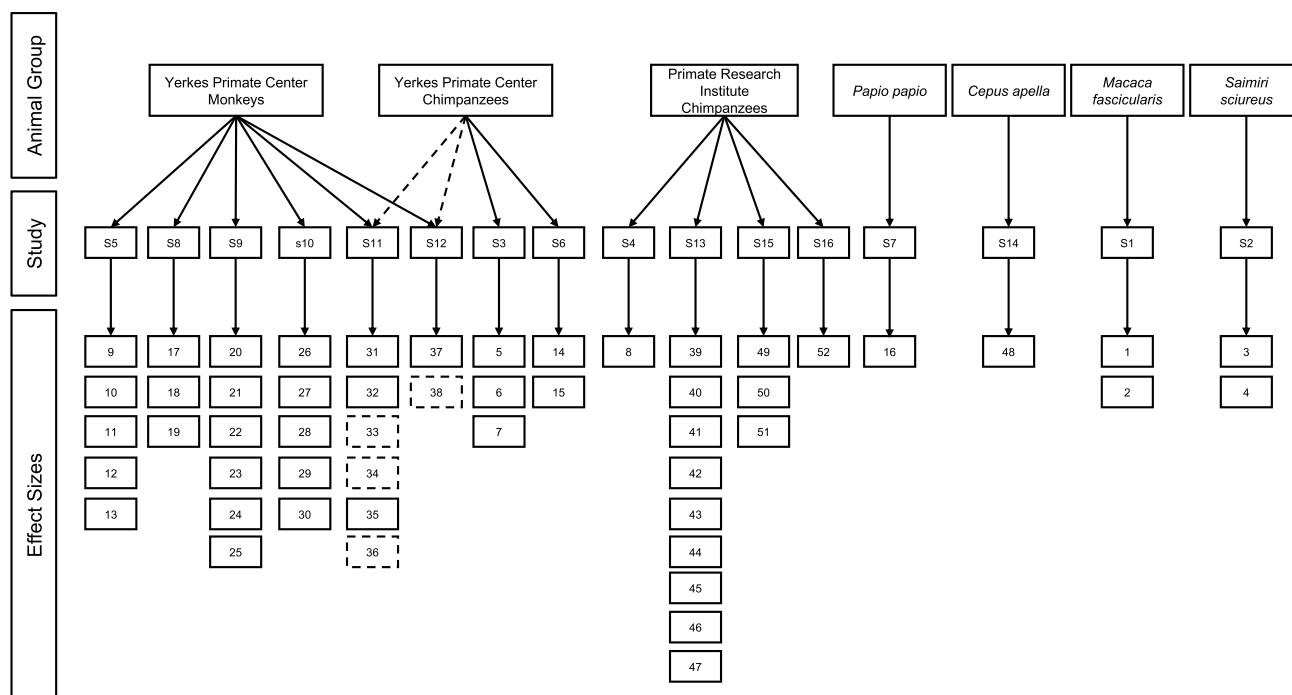 Animal Group
Yerkes Primate Center
Monkeys
Yerkes Primate Center
Chimpanzees
Primate Research
Institute
Chimpanzees
Papio papio
Cepus apella
Macaca
fascicularis
Saimiri
sciureus
Study
S5
S8
S9
s10
S11
S12
S3
S6
S4
S13
S15
S16
S7
S14
S1
S2
Effect Sizes
9
17
20
26
31
37
5
14
8
39
49
52
16
48
1
3
10
18
21
27
32
38
6
15
40
50
2
4
11
19
22
28
33
7
41
51
12
23
29
34
42
13
24
30
35
43
25
36
44
45
46
47